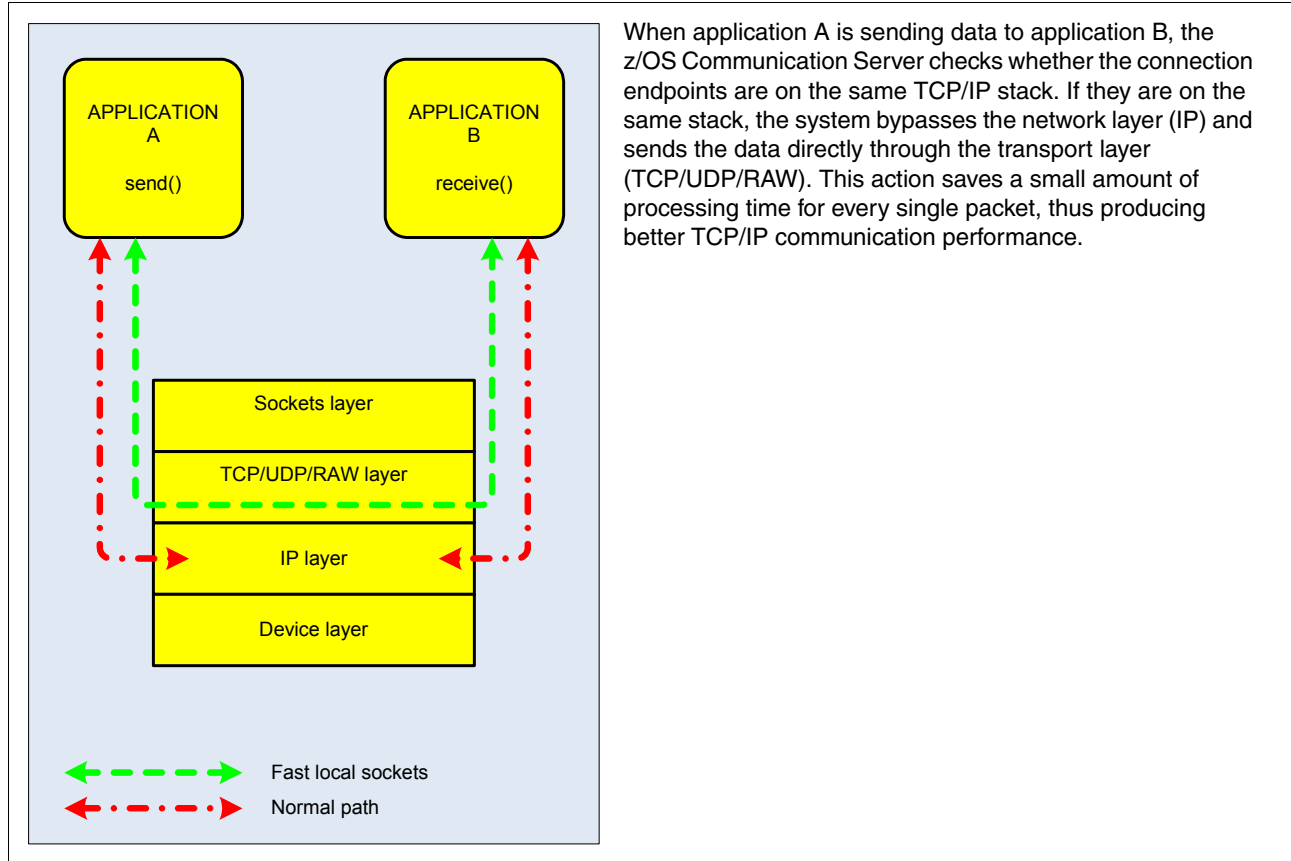 APPLICATION
A
send()
APPLICATION
B
receive()
Sockets layer
TCP/UDP/RAW layer
IP layer
Device layer
Fast local sockets
Normal path
When application A is sending data to application B, the
z/OS Communication Server checks whether the connection
endpoints are on the same TCP/IP stack. If they are on the
same stack, the system bypasses the network layer (IP) and
sends the data directly through the transport layer
(TCP/UDP/RAW). This action saves a small amount of
processing time for every single packet, thus producing
better TCP/IP communication performance.